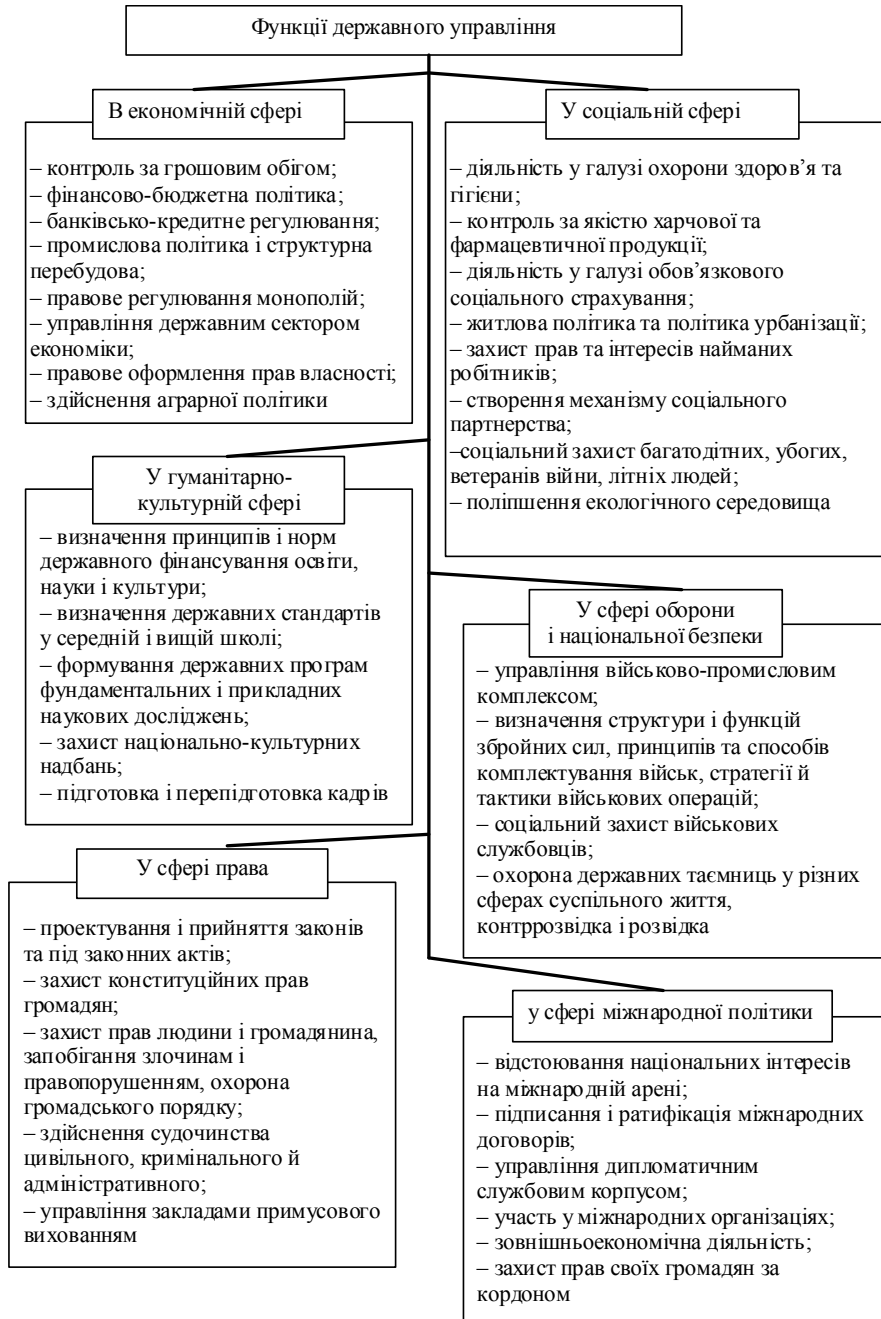 Функції державного управління
В економічній сфері
– контроль за грошовим обігом;
– фінансово-бюджетна політика;
– банківсько-кредитне регулювання;
– промислова політика і структурна
перебудова;
– правове регулювання монополій;
– управління державним сектором
економіки;
– правове оформлення прав власності;
– здійснення аграрної політики
У соціальній сфері
– діяльність у галузі охорони здоров’я та
гігієни;
– контроль за якістю харчової та
фармацевтичної продукції;
– діяльність у галузі обов’язкового
соціального страхування;
– житлова політика та політика урбанізації;
– захист прав та інтересів найманих
робітників;
– створення механізму соціального
партнерства;
–соціальний захист багатодітних, убогих,
ветеранів війни, літніх людей;
– поліпшення екологічного середовища
У гуманітарно-
культурній сфері
– визначення принципів і норм
державного фінансування освіти,
науки і культури;
– визначення державних стандартів
у середній і вищій школі;
– формування державних програм
фундаментальних і прикладних
наукових досліджень;
– захист національно-культурних
надбань;
– підготовка і перепідготовка кадрів
У сфері оборони
і національної безпеки
– управління військово-промисловим
комплексом;
– визначення структури і функцій
збройних сил, принципів та способів
комплектування військ, стратегії й
тактики військових операцій;
– соціальний захист військових
службовців;
– охорона державних таємниць у різних
сферах суспільного життя,
контррозвідка і розвідка
У сфері права
– проектування і прийняття законів
та під законних актів;
– захист конституційних прав
громадян;
– захист прав людини і громадянина,
запобігання злочинам і
правопорушенням, охорона
громадського порядку;
– здійснення судочинства
цивільного, кримінального й
адміністративного;
– управління закладами примусового
вихованням
у сфері міжнародної політики
– відстоювання національних інтересів
на міжнародній арені;
– підписання і ратифікація міжнародних
договорів;
– управління дипломатичним
службовим корпусом;
– участь у міжнародних організаціях;
– зовнішньоекономічна діяльність;
– захист прав своїх громадян за
кордоном